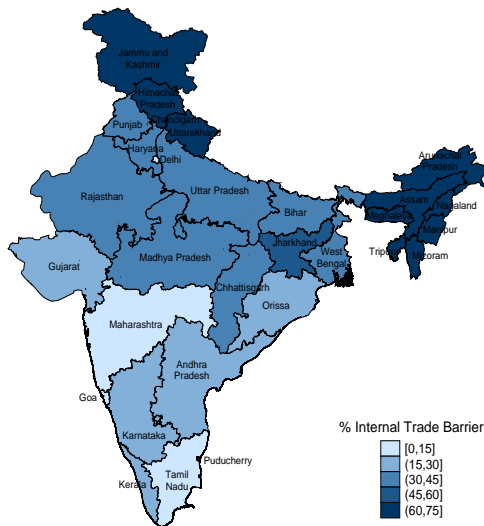 Jammu and
Kashmir
Himachal
Pradesh
Chandigarh
Uttarakhand
Punjab
Haryana
Delhi
Arunachal
Pradesh
Rajasthan
Uttar Pradesh
Assam
Nagaland
Bihar
Meghalaya
Manipur
Jharkhand
West
Bengal
Tripura
Mizoram
Gujarat
Madhya Pradesh
Chhattisgarh
Orissa
Maharashtra
Andhra
Pradesh
Goa
Karnataka
Puducherry
Tamil
Nadu
Kerala
% Internal Trade Barrier
[0,15]
(15,30]
(30,45]
(45,60]
(60,75]